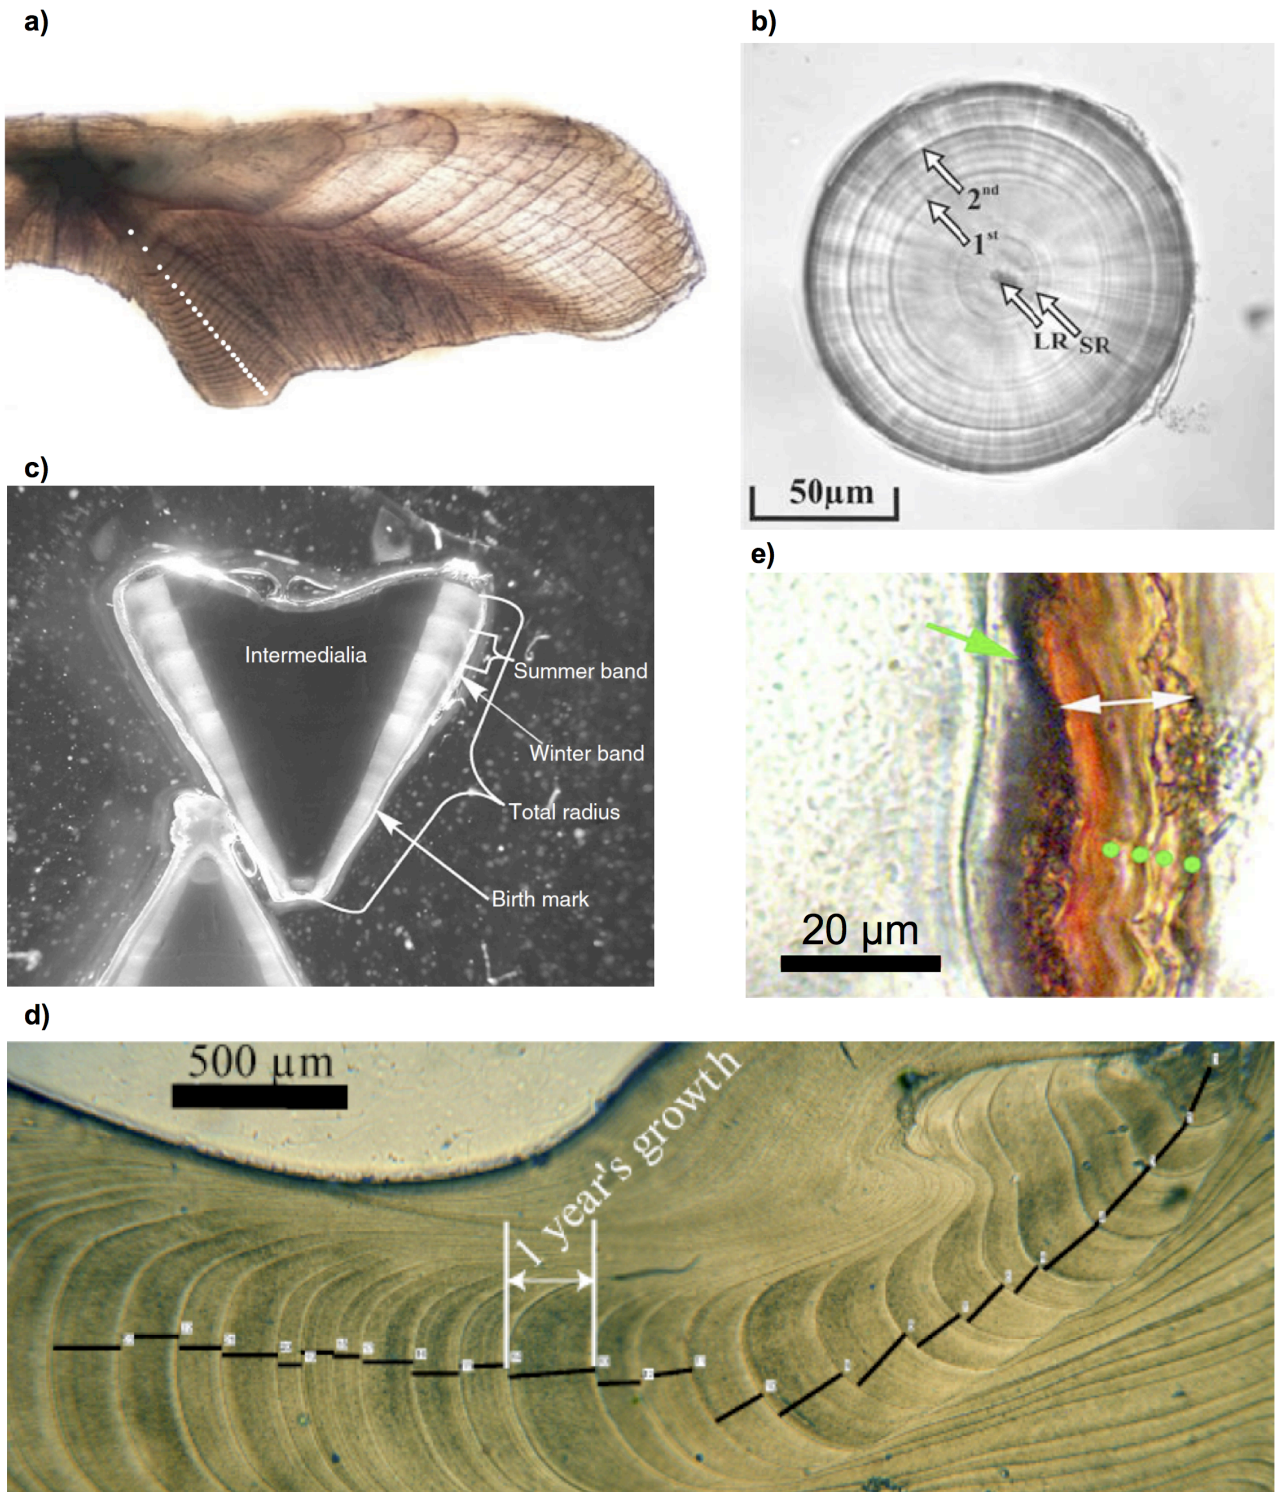 a)
b)
2nd
1st
LR SR
50µm
c)
Intermedialia
Summer band
Winter band
Total radius
Birth mark
e)
20 µm
d)
500 µm
1 year's growth